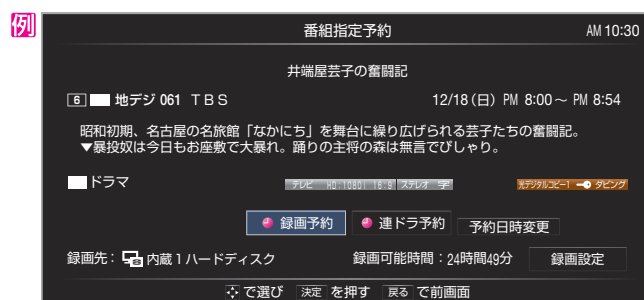 例
番組指定予約 AM 10:30
井端屋芸子の奮闘記
6 地デジ 061 TBS 12/18(日) PM 8:00～ PM 8:54
昭和初期、名古屋の名旅館「なかにち」を舞台に繰り広げられる芸子たちの奮闘記。
▼暴投奴は今日もお座敷で大暴れ。踊りの主将の森は無言でぴしゃり。
ドラマ テレビ HD:1080i 16:9 ステレオ 字 光デジタルコピー1 ダビング
録画予約 連ドラ予約 予約日時変更
録画先： 内蔵1ハードディスク 録画可能時間：24時間49分 録画設定
で選び 決定 を押す 戻る で前画面